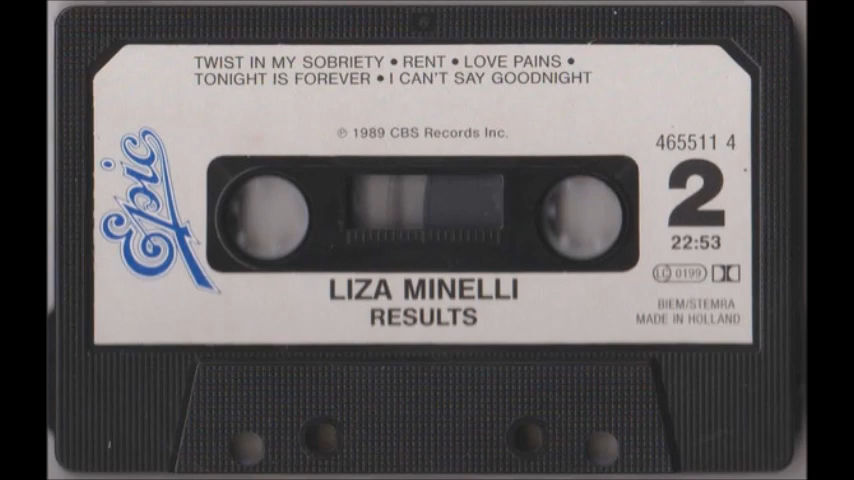 TWIST IN MY SOBRIETY • RENT • LOVE PAINS •
TONIGHT IS FOREVER • I CAN'T SAY GOODNIGHT
℗ 1989 CBS Records Inc.
Epic
465511 4
2
22:53
LC 0199
LIZA MINELLI
RESULTS
BIEM/STEMRA
MADE IN HOLLAND